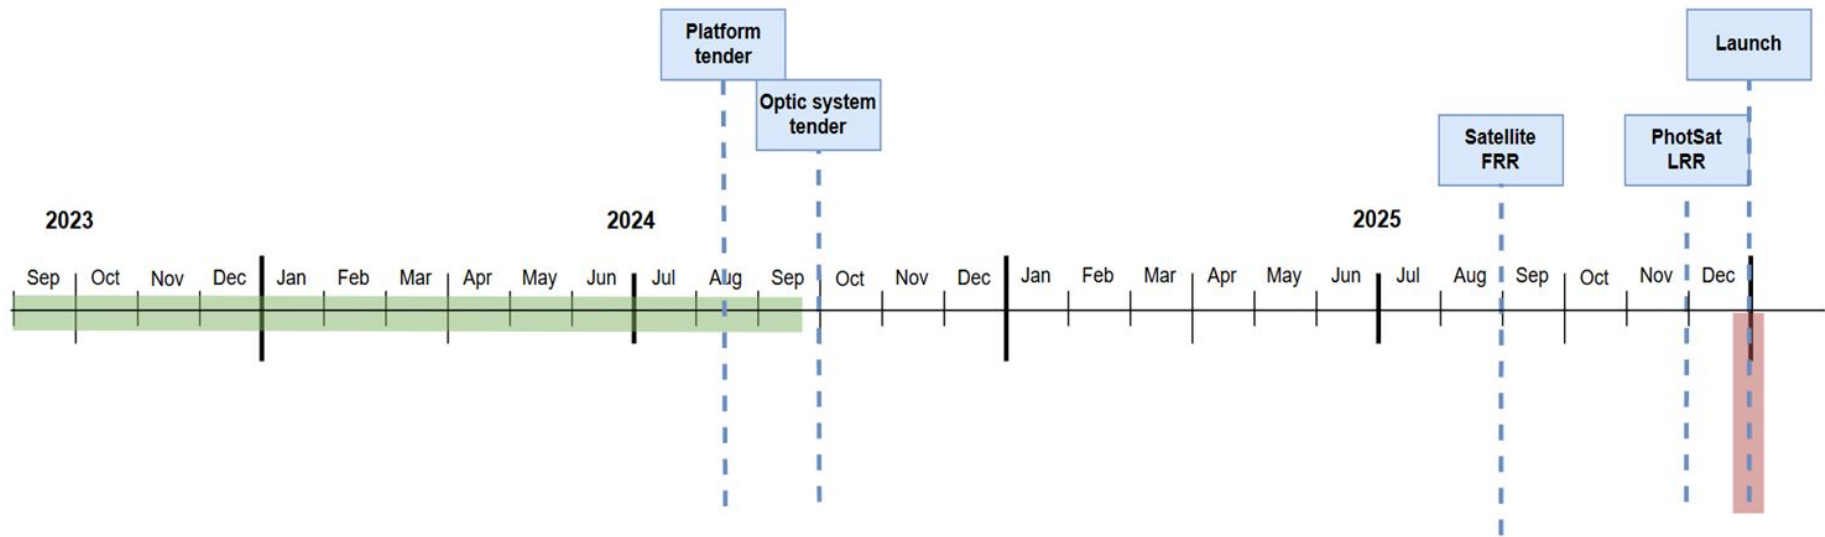 Platform
tender
Optic system
tender
Launch
Satellite
FRR
PhotSat
LRR
2023
2024
2025
Sep Oct Nov Dec Jan Feb Mar Apr May Jun Jul Aug Sep Oct Nov Dec Jan Feb Mar Apr May Jun Jul Aug Sep Oct Nov Dec